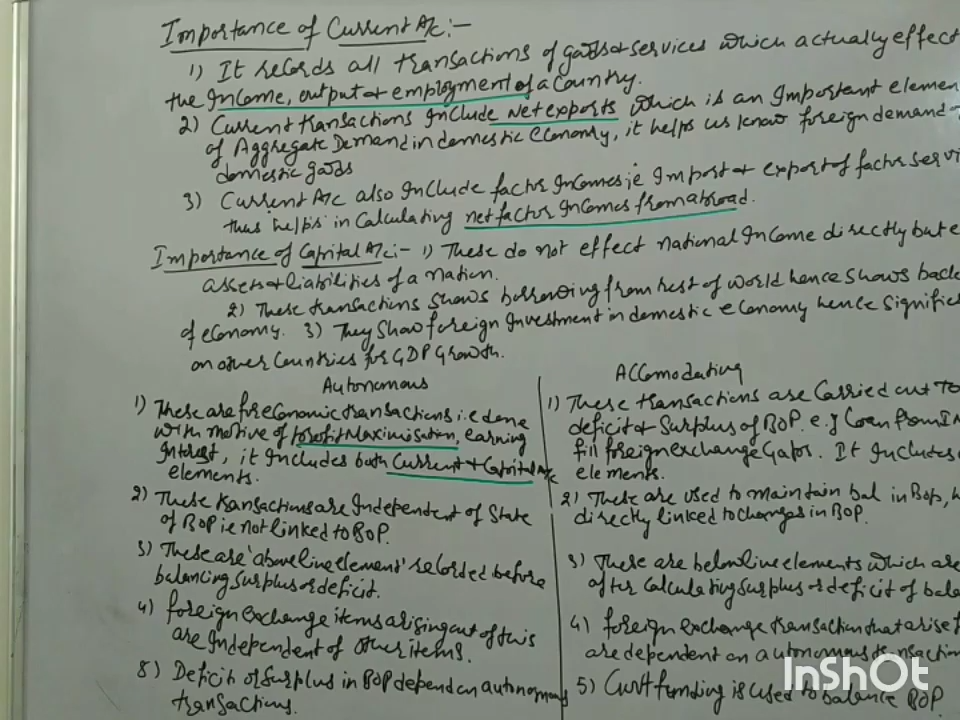 Importance of Current A/c :-
1) It records all transactions of goods & services which actually effect
the Income, output & employment of a Country.
2) Current transactions Include Net exports which is an Important elemen
of Aggregate Demand in domestic economy, it helps us know foreign demand
domestic goods
3) Current A/c also Include factor Incomes ie Import & export of factor servi
thus helps in Calculating net factor Incomes from abroad.
Importance of Capital A/c :- 1) These do not effect national Income directly but e
assets & liabilities of a nation.
2) These transactions shows borrowing from rest of world hence shows back
of economy. 3) They Show foreign Investment in domestic economy hence signific
on other Countries for GDP Growth.
Autonomous
1) These are for economic transactions i.e done
with motive of profit Maximisation, earning
Interest, it Includes both Current & Capital A/c
elements.
2) These transactions are Independent of State
of BOP ie not linked to BOP.
3) These are 'above line element' recorded before
balancing Surplus or deficit.
4) foreign exchange items arising out of this
are Independent of other items.
5) Deficit or Surplus in BOP depend on autonomous
transactions.
Accomodating
1) These transactions are Carried out To
deficit & Surplus of BOP e.g Loan from IM
fill foreign exchange Gaps. It Includes
elements.
2) These are used to maintain bal in Bop,
directly linked to changes in BOP.
3) These are below line elements which are
after Calculating Surplus or deficit of bala
4) foreign exchange transaction that arise f
are dependent on autonomous transaction
5) funding is used to balance BOP
InShOt